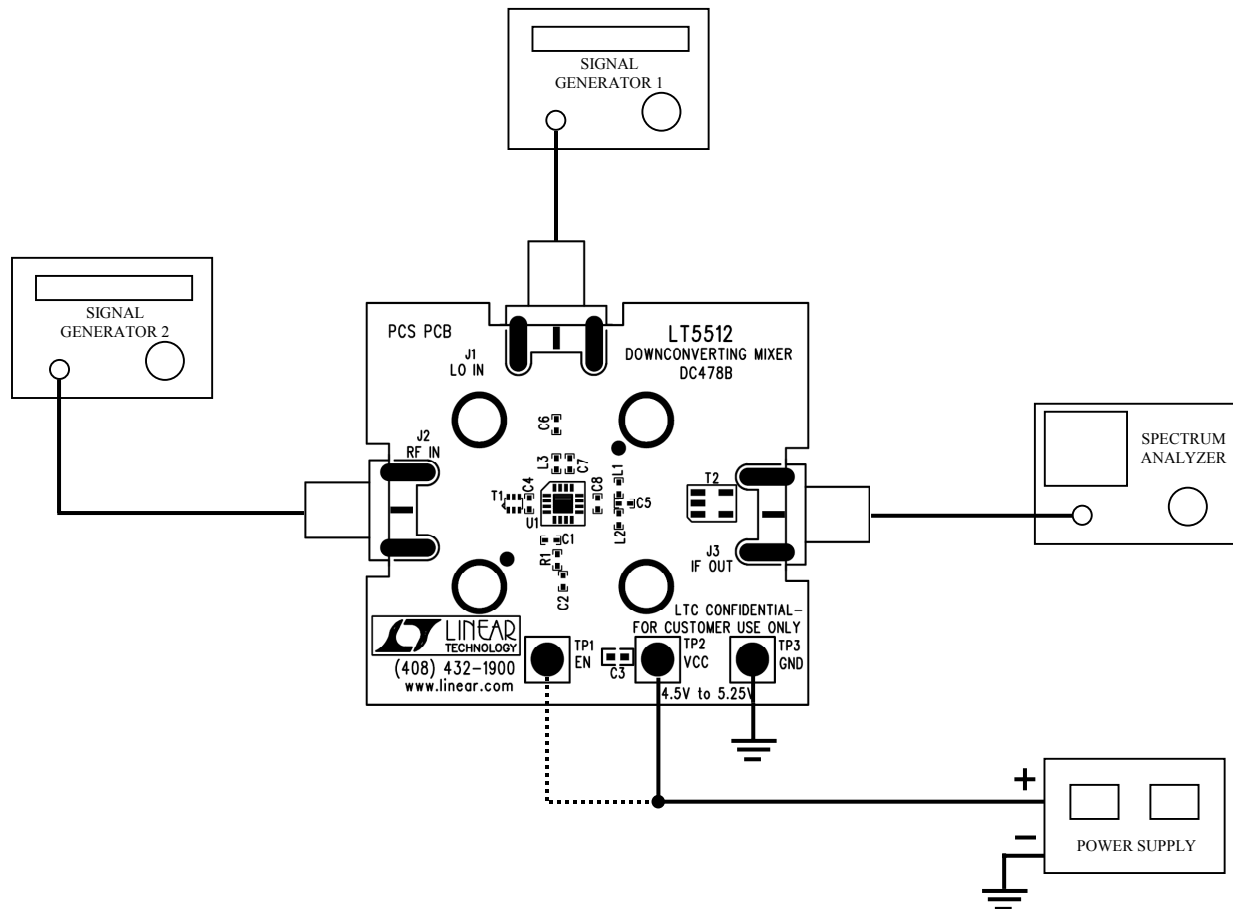 SIGNAL
GENERATOR 1
SIGNAL
GENERATOR 2
PCS PCB
J1
LO IN
LT5512
DOWNCONVERTING MIXER
DC478B
J2
RF IN
C6
L3
C7
T1
C4
U1
C8
L1
C5
L2
T2
C1
R1
C2
J3
IF OUT
SPECTRUM
ANALYZER
LTC CONFIDENTIAL-
FOR CUSTOMER USE ONLY
LINEAR
TECHNOLOGY
(408) 432-1900
www.linear.com
TP1
EN
C3
TP2
VCC
TP3
GND
4.5V to 5.25V
+
−
POWER SUPPLY